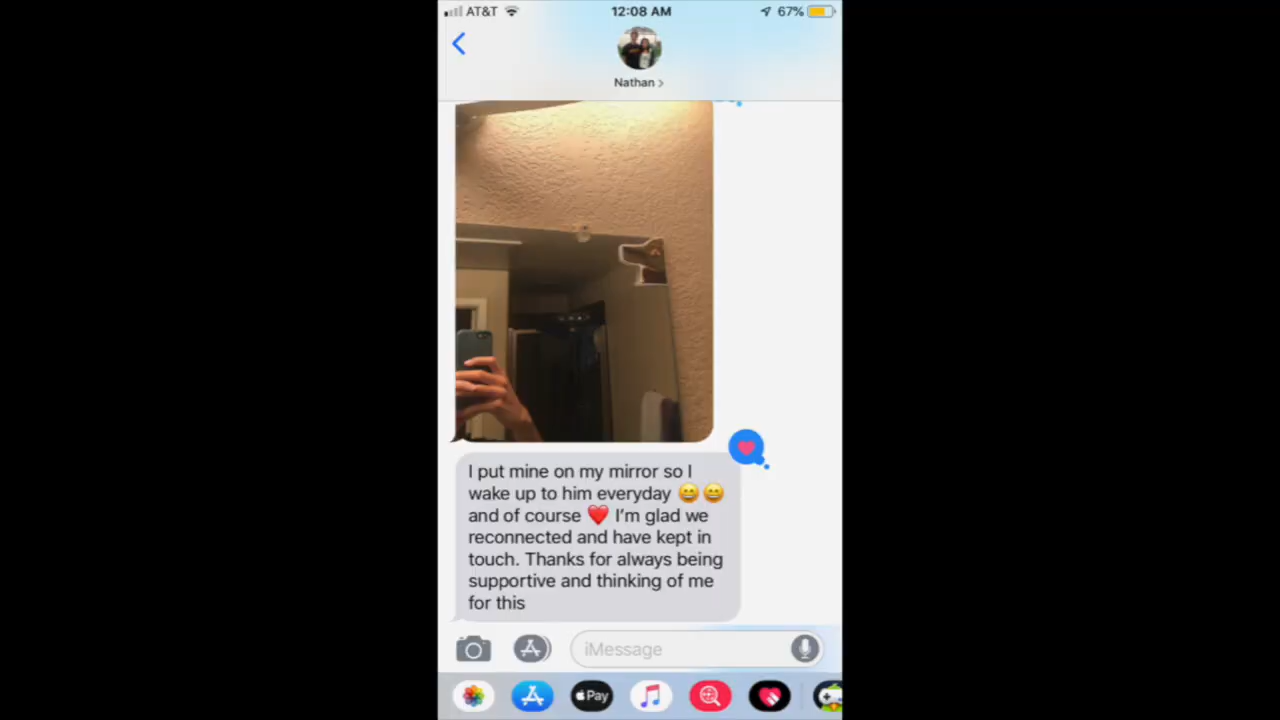 AT&T 12:08 AM 67%
Nathan
I put mine on my mirror so I
wake up to him everyday 😄😄
and of course ❤️ I'm glad we
reconnected and have kept in
touch. Thanks for always being
supportive and thinking of me
for this
iMessage
Pay